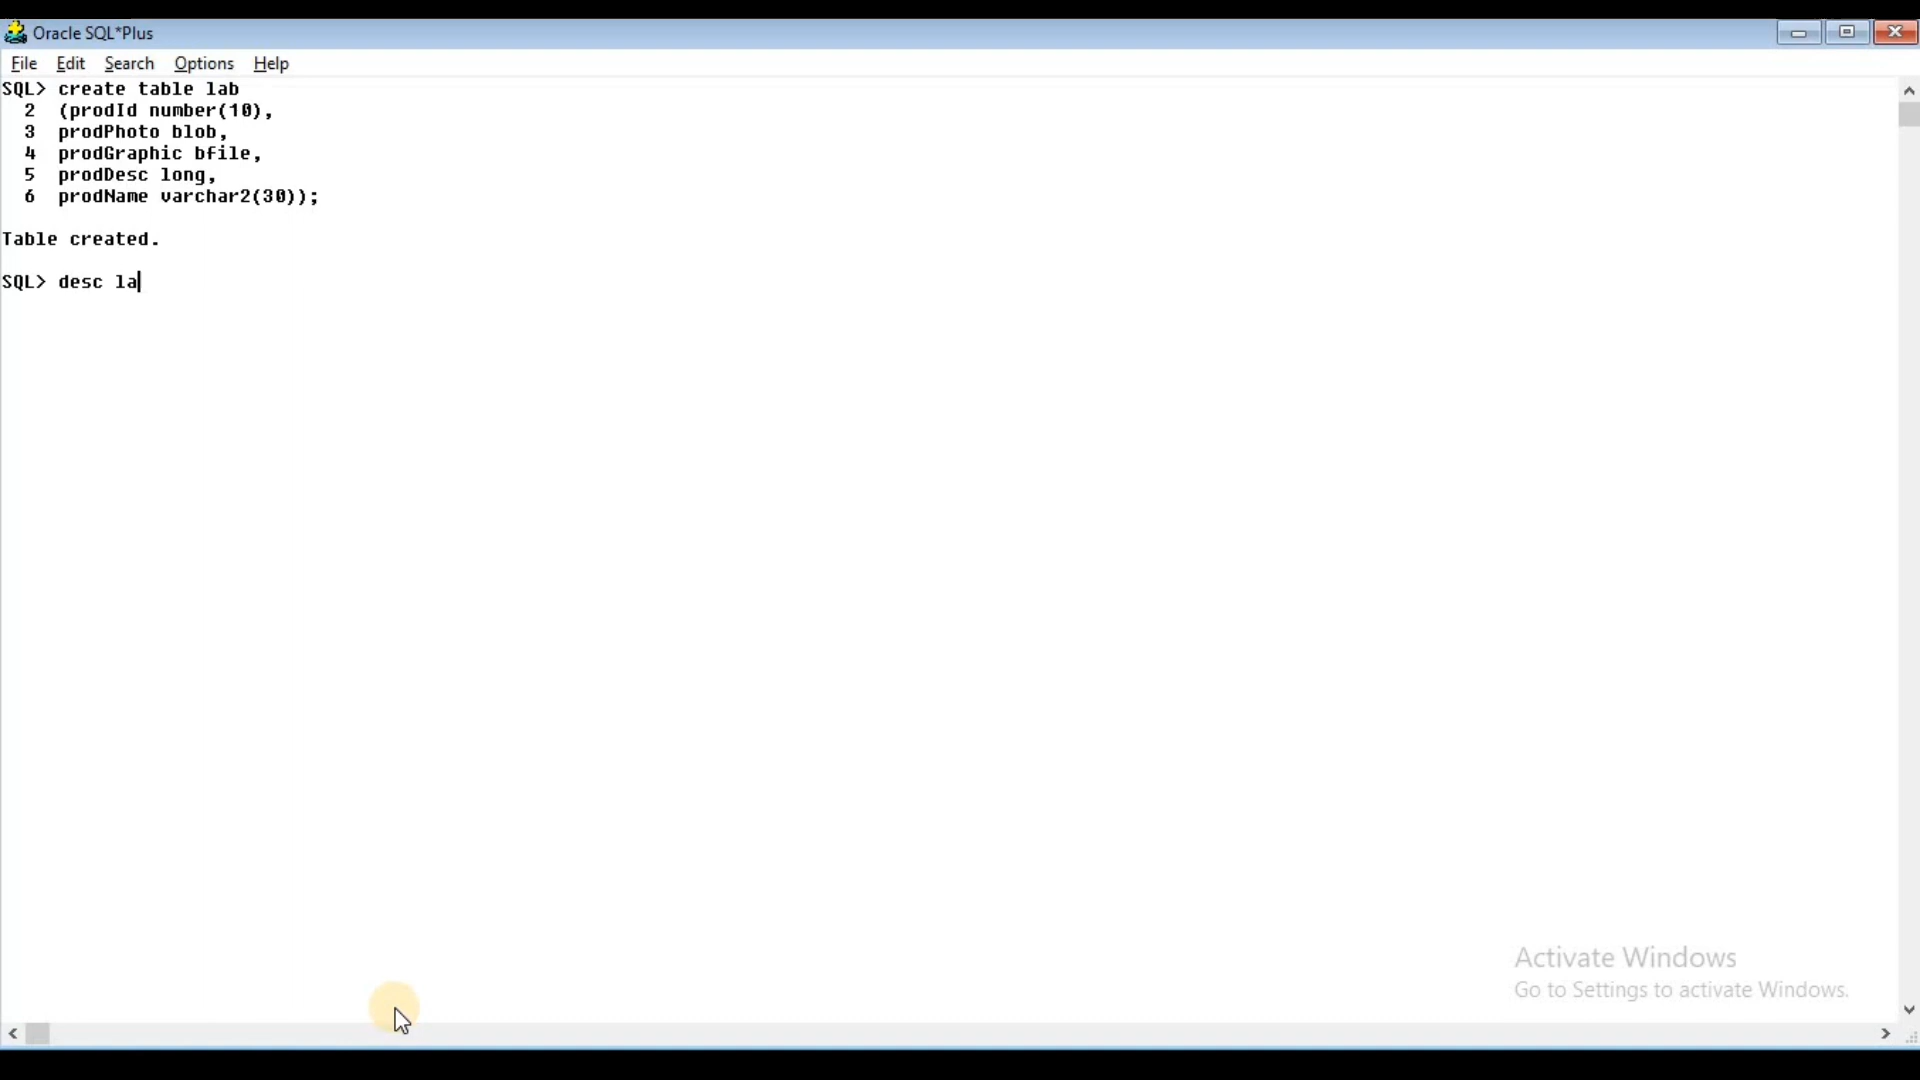 Oracle SQL*Plus
File Edit Search Options Help
SQL> create table lab
2 (prodId number(10),
3 prodPhoto blob,
4 prodGraphic bfile,
5 prodDesc long,
6 prodName varchar2(30));
Table created.
SQL> desc la
Activate Windows
Go to Settings to activate Windows.